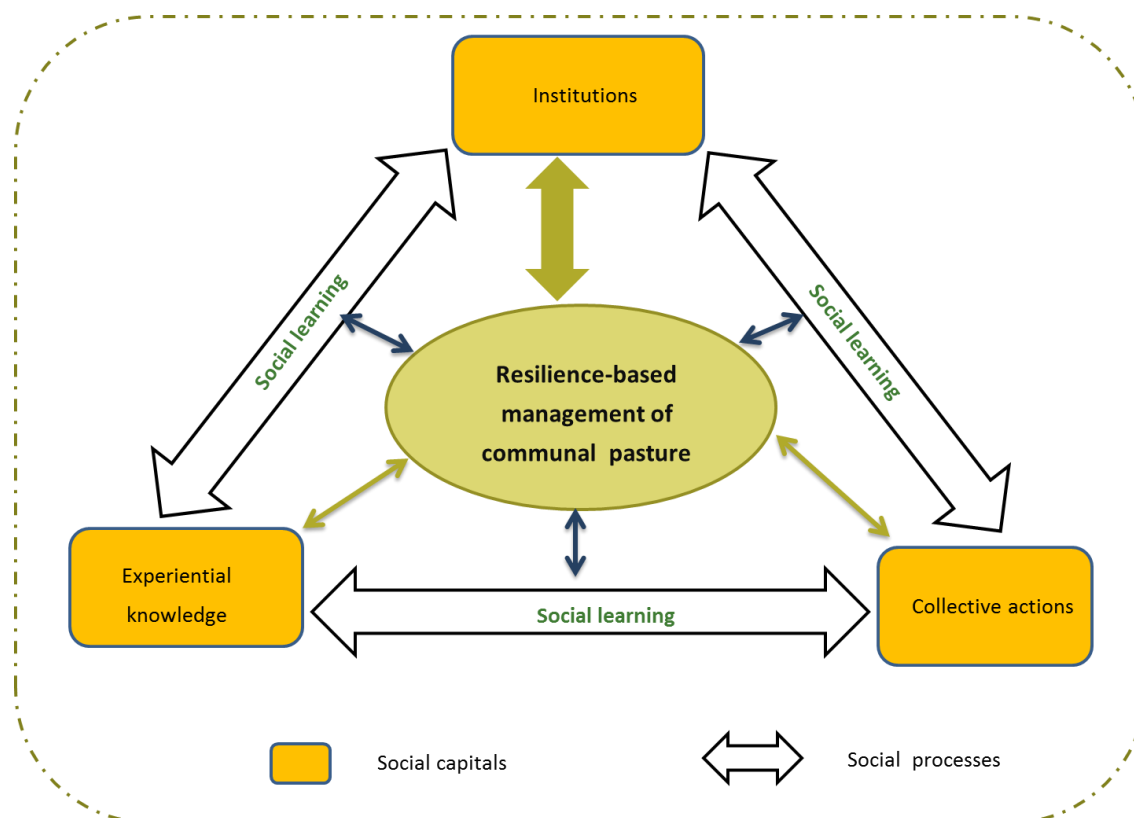 Institutions
Social learning
Social learning
Resilience-based
management of
communal pasture
Experiential
knowledge
Social learning
Collective actions
Social capitals
Social processes